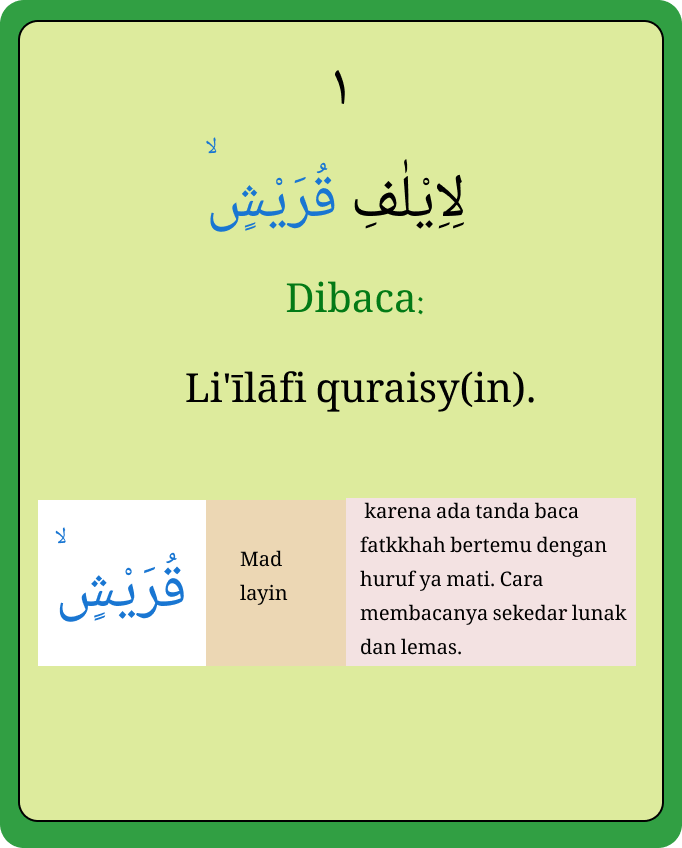 ١
لِاِيْلٰفِ قُرَيْشٍۙ
Dibaca:
Li'īlāfi quraisy(in).
قُرَيْشٍۙ
Mad
layin
karena ada tanda baca
fatkkhah bertemu dengan
huruf ya mati. Cara
membacanya sekedar lunak
dan lemas.